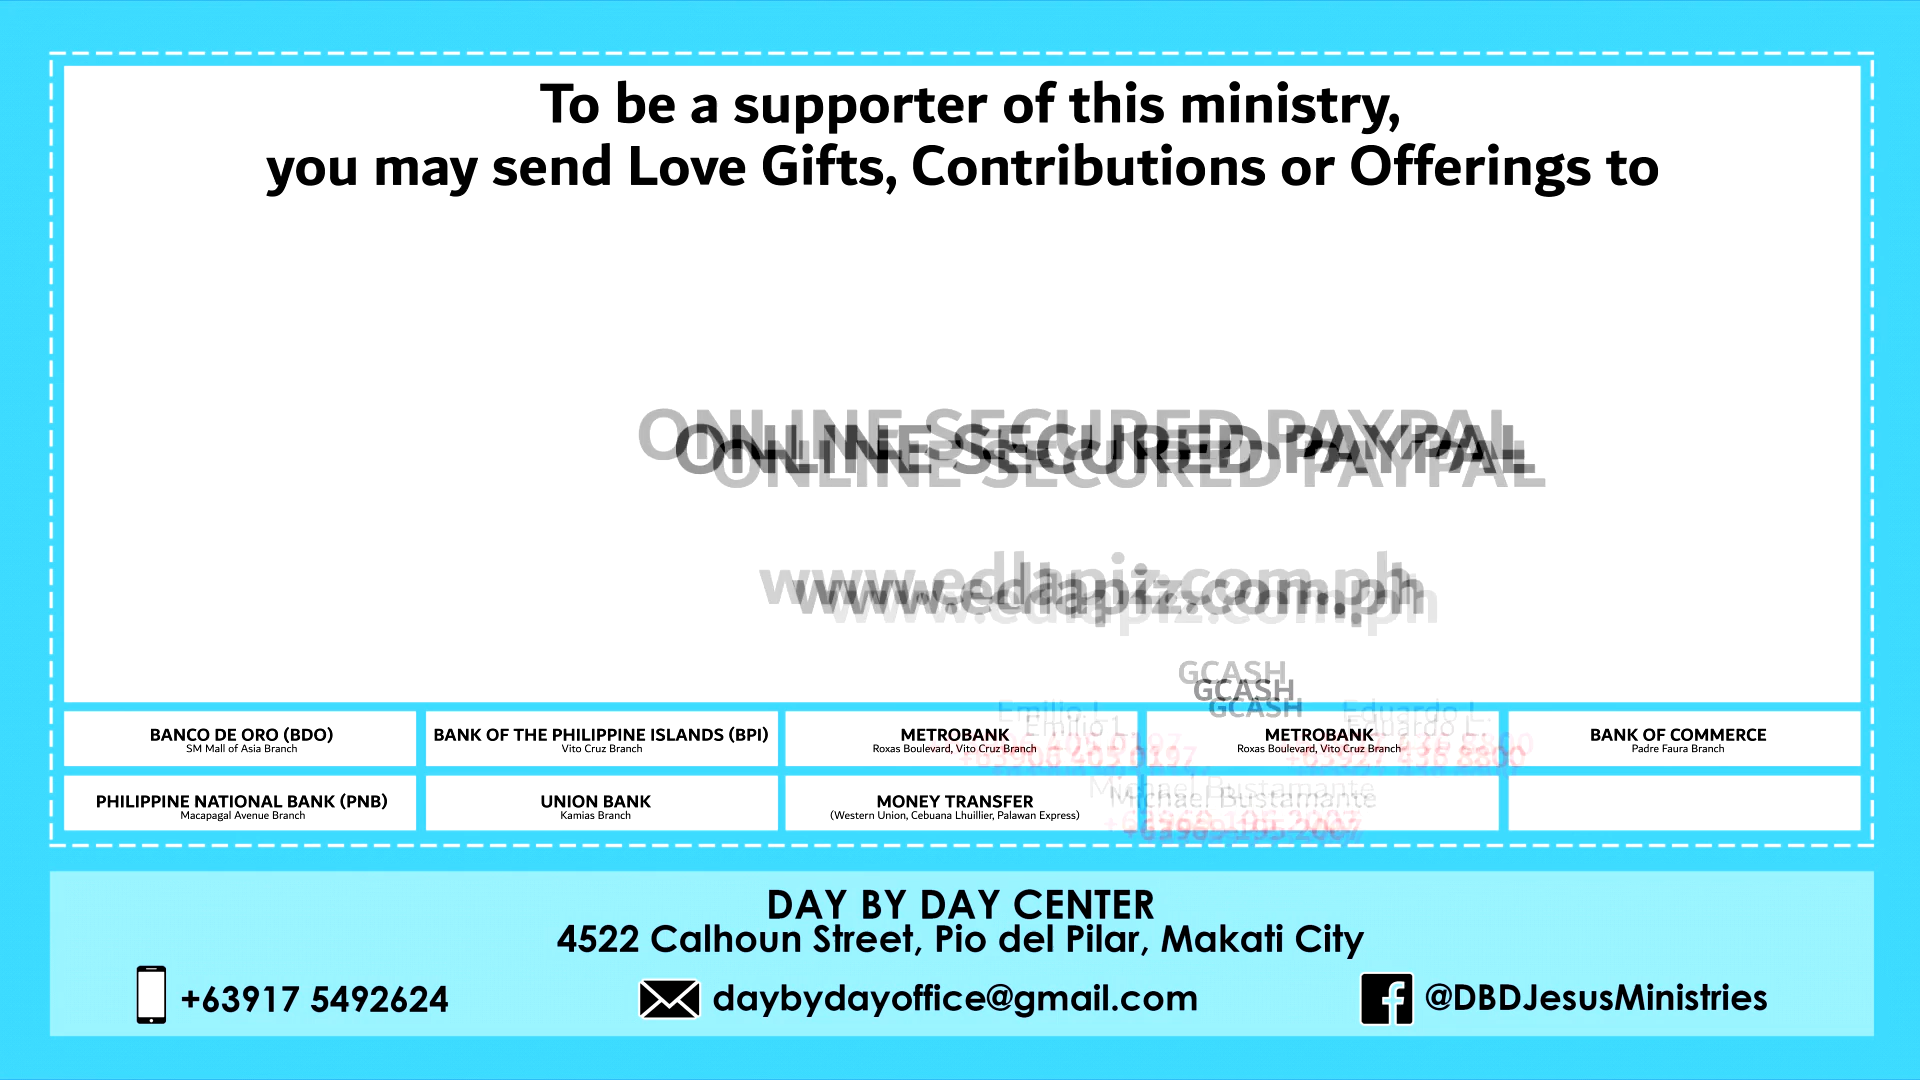 To be a supporter of this ministry,
you may send Love Gifts, Contributions or Offerings to
ONLINE SECURED PAYPAL
www.edlapiz.com.ph
GCASH
Emilio L.
Eduardo L.
BANCO DE ORO (BDO)
SM Mall of Asia Branch
BANK OF THE PHILIPPINE ISLANDS (BPI)
Vito Cruz Branch
METROBANK
Roxas Boulevard, Vito Cruz Branch
METROBANK
Roxas Boulevard, Vito Cruz Branch
BANK OF COMMERCE
Padre Faura Branch
Michael Bustamante
PHILIPPINE NATIONAL BANK (PNB)
Macapagal Avenue Branch
UNION BANK
Kamias Branch
MONEY TRANSFER
(Western Union, Cebuana Lhuillier, Palawan Express)
DAY BY DAY CENTER
4522 Calhoun Street, Pio del Pilar, Makati City
+63917 5492624
daybydayoffice@gmail.com
@DBDJesusMinistries